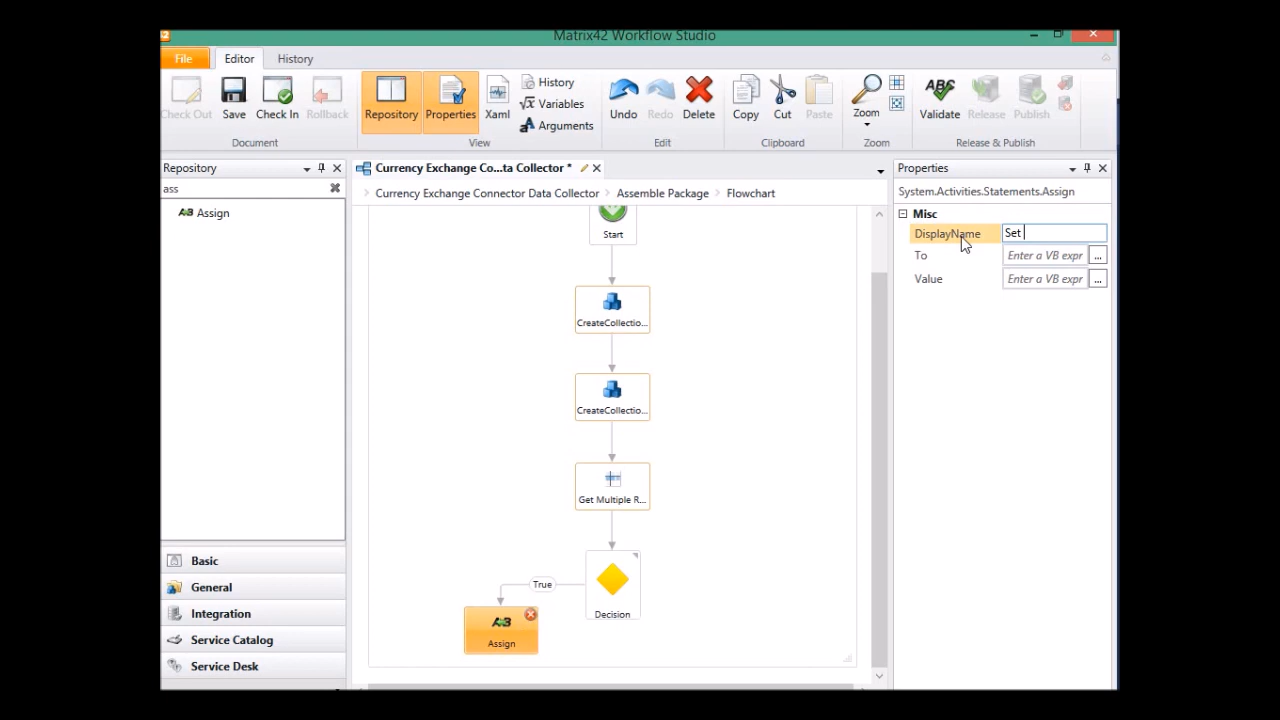 Matrix42 Workflow Studio
File
Editor
History
Check Out
Save
Check In
Rollback
Document
Repository
Properties
Xaml
History
Variables
Arguments
View
Undo
Redo
Delete
Edit
Copy
Cut
Paste
Clipboard
Zoom
Zoom
ABC
Validate
Release
Publish
Release & Publish
Repository
ass
A+B Assign
Basic
General
Integration
Service Catalog
Service Desk
Currency Exchange Co...ta Collector *
Currency Exchange Connector Data Collector
Assemble Package
Flowchart
Start
CreateCollectio...
CreateCollectio...
Get Multiple R...
Decision
True
A+B
Assign
Properties
System.Activities.Statements.Assign
Misc
DisplayName Set
To Enter a VB expr ...
Value Enter a VB expr ...